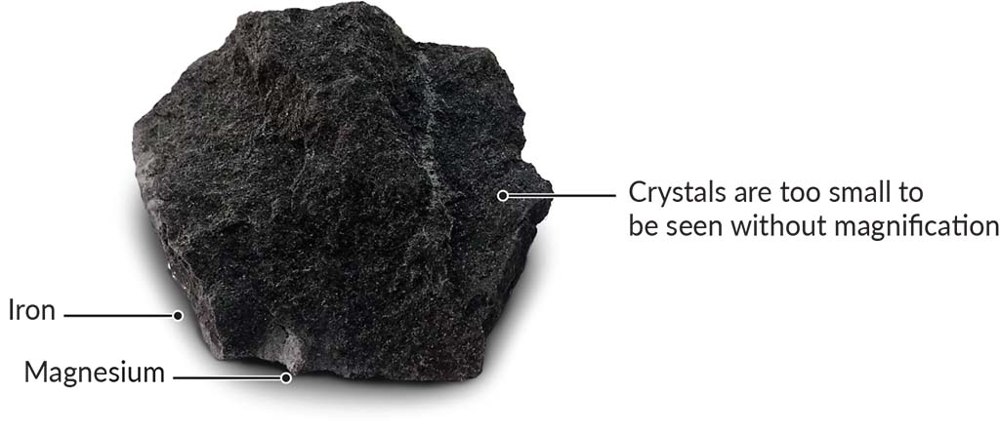 Crystals are too small to
be seen without magnification
Iron
Magnesium